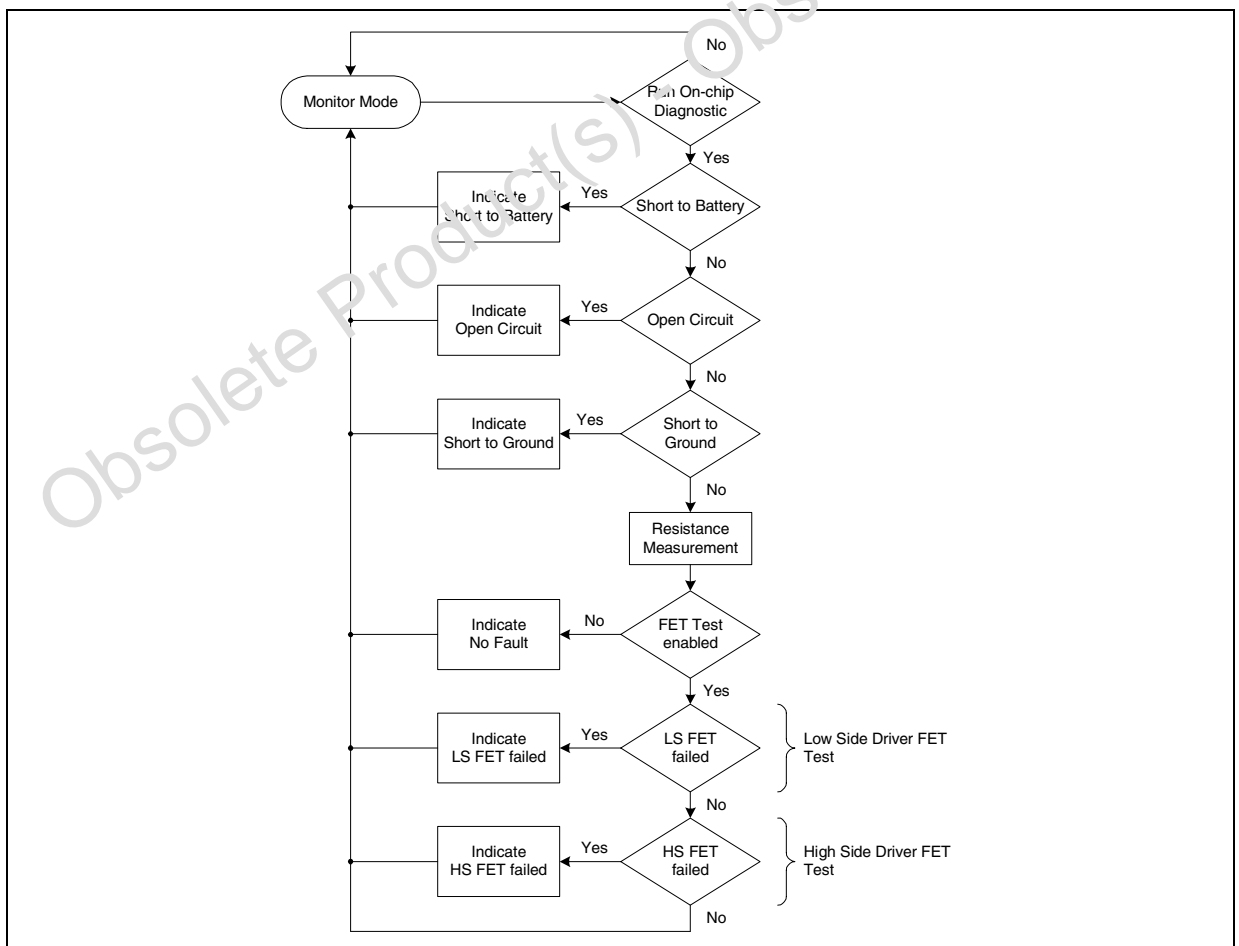 No
Monitor Mode
Run On-chip
Diagnostic
Yes
Indicate
Short to Battery
Yes
Short to Battery
No
Indicate
Open Circuit
Yes
Open Circuit
No
Indicate
Short to Ground
Yes
Short to
Ground
No
Resistance
Measurement
Indicate
No Fault
No
FET Test
enabled
Yes
Indicate
LS FET failed
Yes
LS FET
failed
Low Side Driver FET
Test
No
Indicate
HS FET failed
Yes
HS FET
failed
High Side Driver FET
Test
No
Obsolete Product(s) - Obs